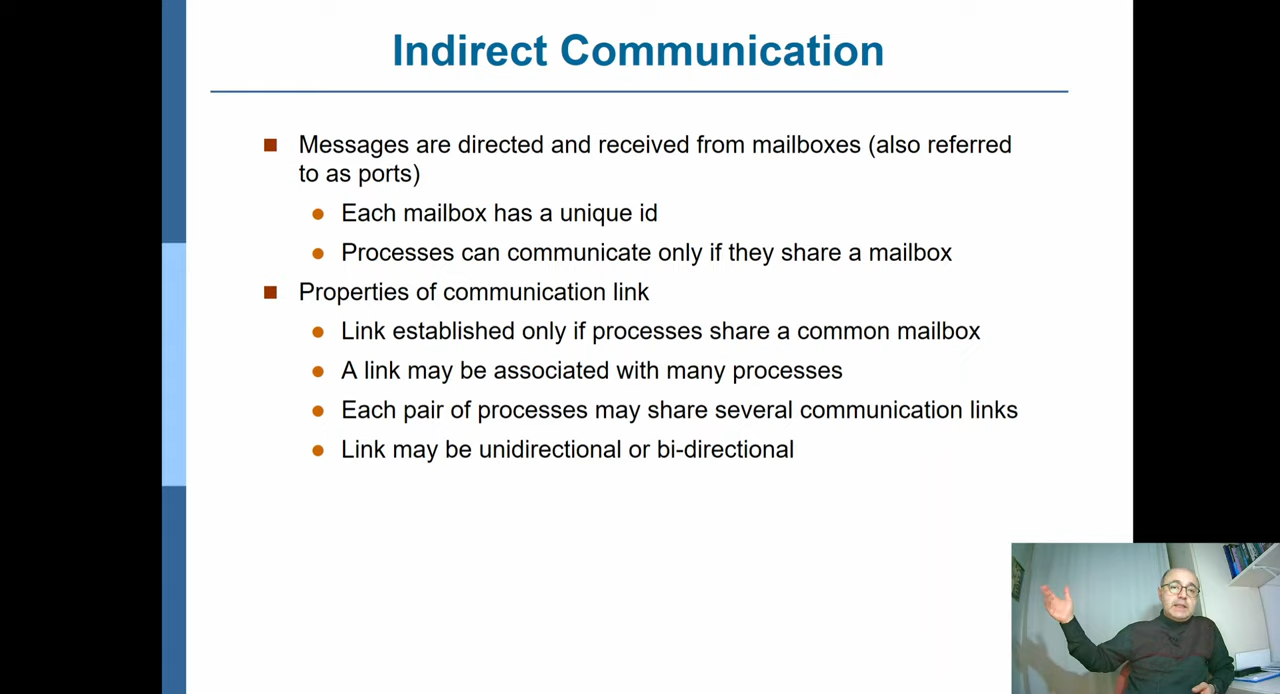 Indirect Communication
Messages are directed and received from mailboxes (also referred
to as ports)
Each mailbox has a unique id
Processes can communicate only if they share a mailbox
Properties of communication link
Link established only if processes share a common mailbox
A link may be associated with many processes
Each pair of processes may share several communication links
Link may be unidirectional or bi-directional